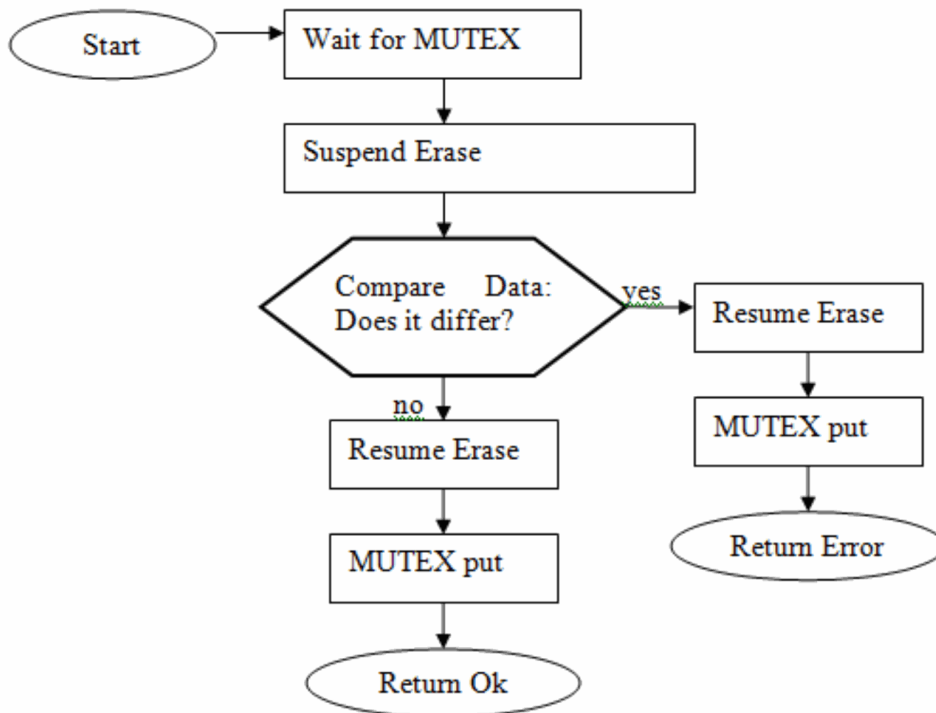 Start
Wait for MUTEX
Suspend Erase
Compare Data:
Does it differ?
yes
Resume Erase
MUTEX put
Return Error
no
Resume Erase
MUTEX put
Return Ok